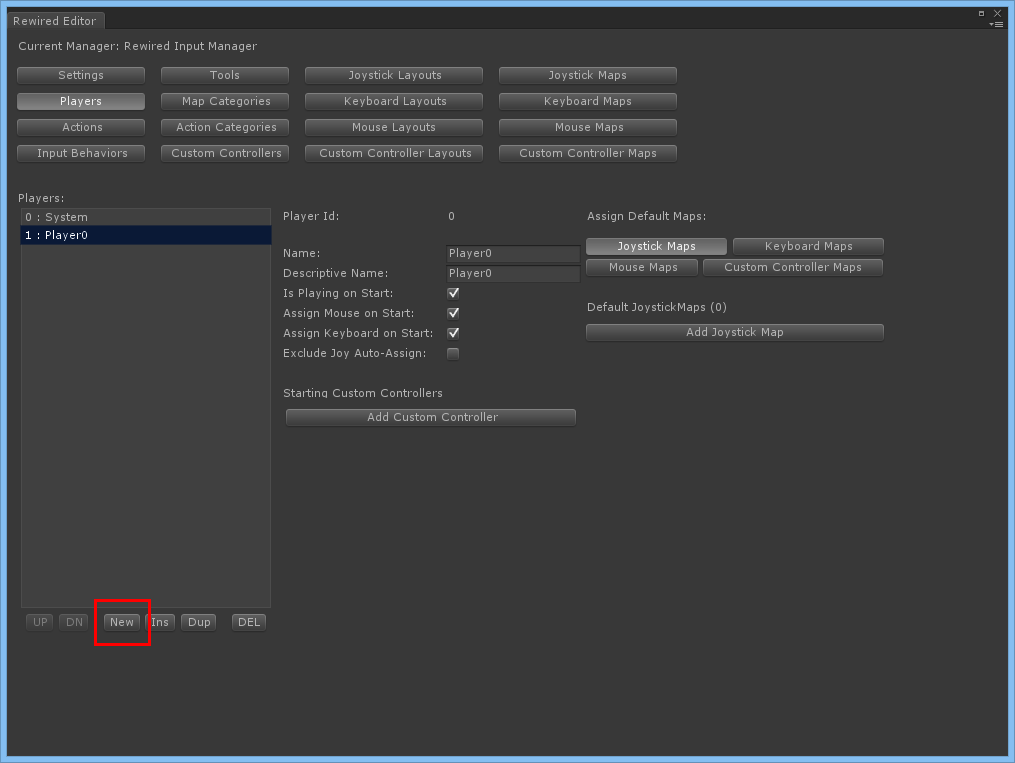 Rewired Editor
Current Manager: Rewired Input Manager
Settings Tools Joystick Layouts Joystick Maps
Players Map Categories Keyboard Layouts Keyboard Maps
Actions Action Categories Mouse Layouts Mouse Maps
Input Behaviors Custom Controllers Custom Controller Layouts Custom Controller Maps
Players:
0 : System
1 : Player0
UP DN New Ins Dup DEL
Player Id: 0
Name: Player0
Descriptive Name: Player0
Is Playing on Start:
Assign Mouse on Start:
Assign Keyboard on Start:
Exclude Joy Auto-Assign:
Starting Custom Controllers
Add Custom Controller
Assign Default Maps:
Joystick Maps Keyboard Maps
Mouse Maps Custom Controller Maps
Default JoystickMaps (0)
Add Joystick Map